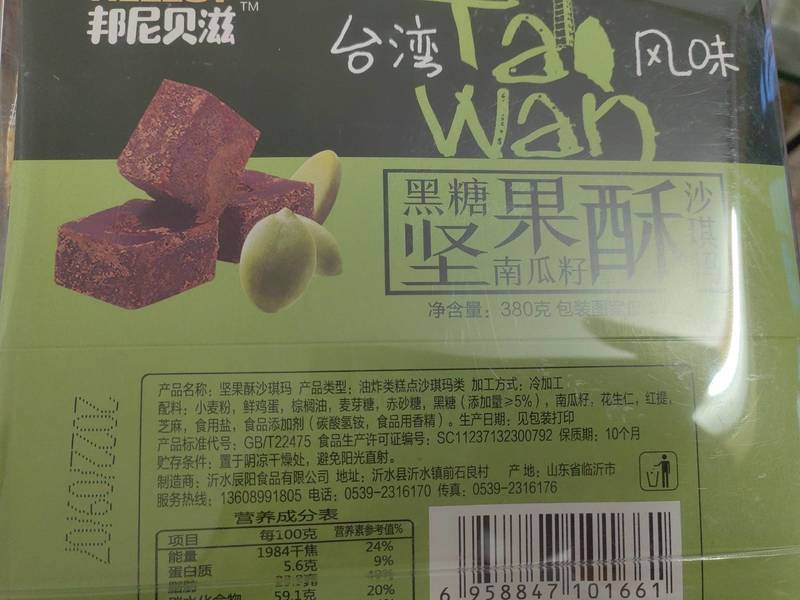 邦尼贝滋 TM
台湾 Tai wan 风味
黑糖 坚果酥 沙琪玛
南瓜籽
净含量：380克 包装图案
产品名称：坚果酥沙琪玛 产品类型：油炸类糕点沙琪玛类 加工方式：冷加工
配料：小麦粉，鲜鸡蛋，棕榈油，麦芽糖，赤砂糖，黑糖（添加量≥5%），南瓜籽，花生仁，红提，
芝麻，食用盐，食品添加剂（碳酸氢铵，食品用香精）。生产日期：见包装打印
产品标准代号：GB/T22475 食品生产许可证编号：SC11237132300792 保质期：10个月
贮存条件：置于阴凉干燥处，避免阳光直射。
制造商：沂水辰阳食品有限公司 地址：沂水县沂水镇前石良村 产地：山东省临沂市
服务热线：13608991805 电话：0539-2316170 传真：0539-2316176
营养成分表
项目 每100克 营养素参考值%
能量 1984千焦 24%
蛋白质 5.6克 9%
脂肪
碳水化合物 59.1克 20%
6 958847 101661